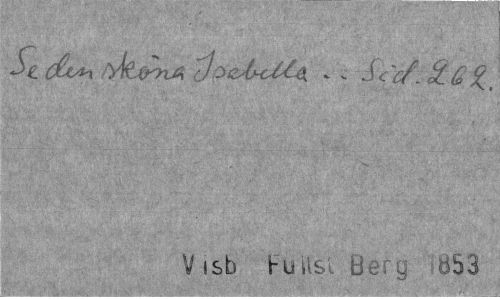 Se den sköna Isabella .. Sid. 262.
Visb Fullst Berg 1853